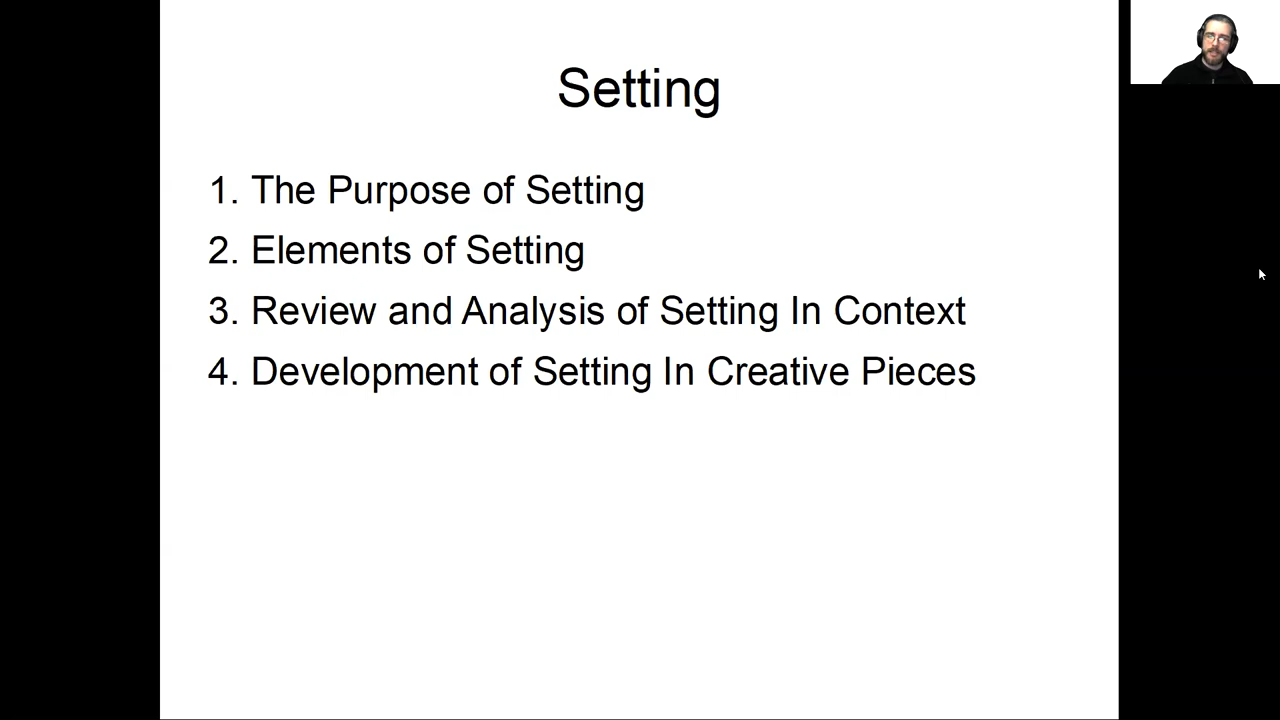 Setting
1. The Purpose of Setting
2. Elements of Setting
3. Review and Analysis of Setting In Context
4. Development of Setting In Creative Pieces